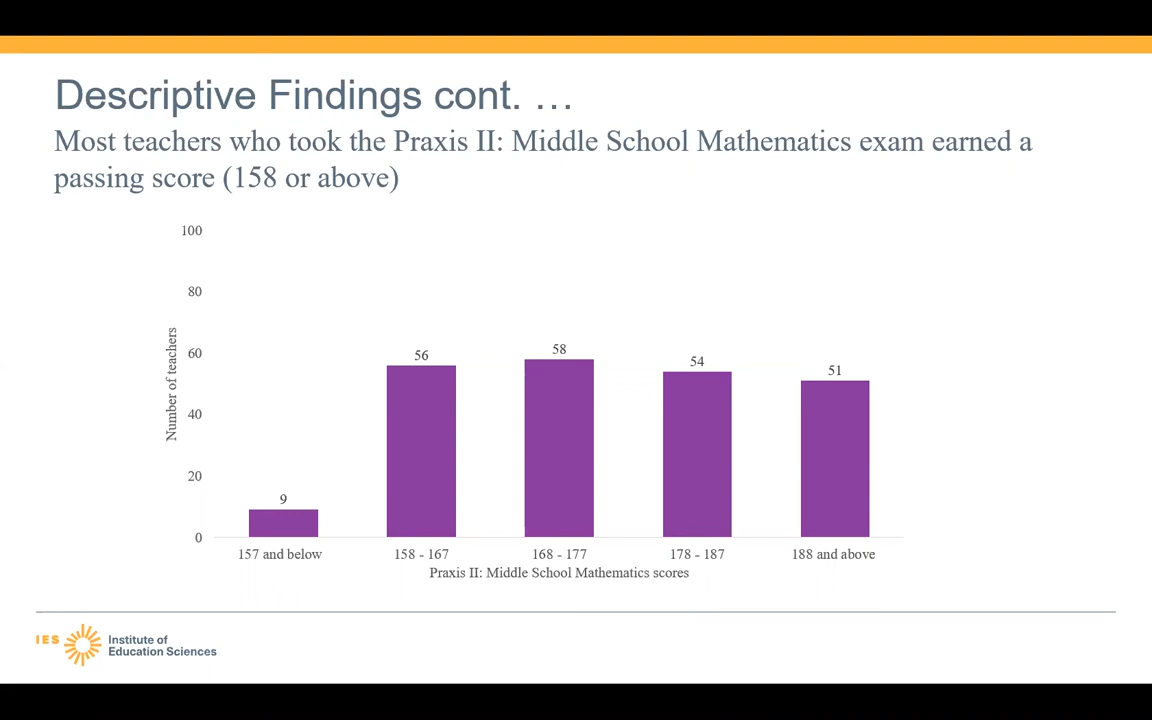 Descriptive Findings cont. …
Most teachers who took the Praxis II: Middle School Mathematics exam earned a
passing score (158 or above)
100
80
60
40
20
0
Number of teachers
9
56
58
54
51
157 and below
158 - 167
168 - 177
178 - 187
188 and above
Praxis II: Middle School Mathematics scores
IES
Institute of
Education Sciences